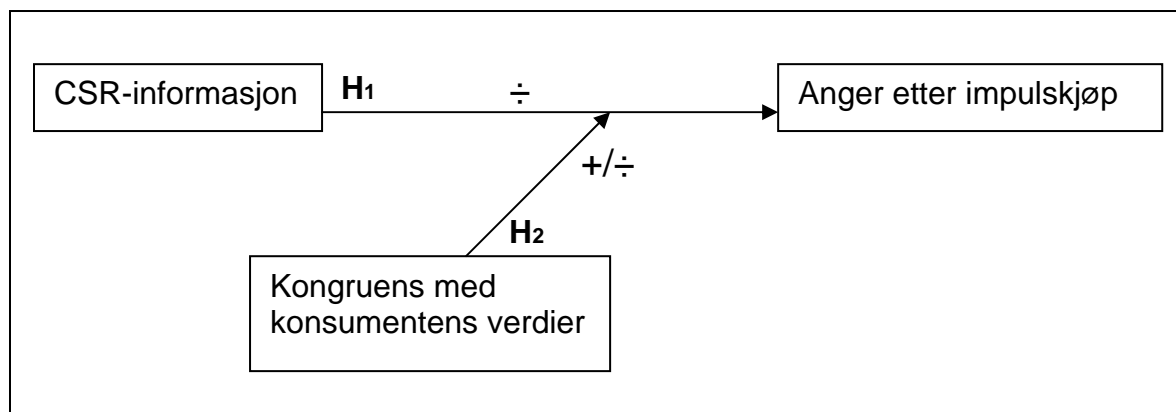 CSR-informasjon
H1
÷
Anger etter impulskjøp
+/÷
H2
Kongruens med
konsumentens verdier